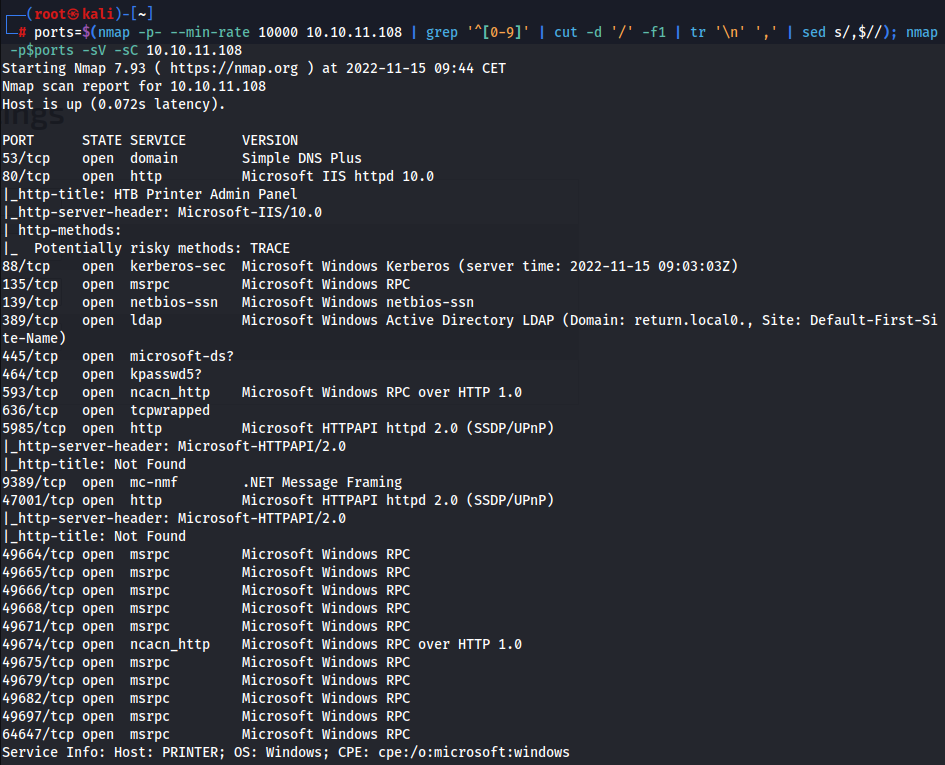 ┌──(root㉿kali)-[~]
└─# ports=$(nmap -p- --min-rate 10000 10.10.11.108 | grep '^[0-9]' | cut -d '/' -f1 | tr '\n' ',' | sed s/,$//); nmap
-p$ports -sV -sC 10.10.11.108
Starting Nmap 7.93 ( https://nmap.org ) at 2022-11-15 09:44 CET
Nmap scan report for 10.10.11.108
Host is up (0.072s latency).
ings
PORT      STATE SERVICE       VERSION
53/tcp    open  domain        Simple DNS Plus
80/tcp    open  http          Microsoft IIS httpd 10.0
|_http-title: HTB Printer Admin Panel
|_http-server-header: Microsoft-IIS/10.0
| http-methods:
|_  Potentially risky methods: TRACE
88/tcp    open  kerberos-sec  Microsoft Windows Kerberos (server time: 2022-11-15 09:03:03Z)
135/tcp   open  msrpc         Microsoft Windows RPC
139/tcp   open  netbios-ssn   Microsoft Windows netbios-ssn
389/tcp   open  ldap          Microsoft Windows Active Directory LDAP (Domain: return.local0., Site: Default-First-Si
te-Name)
445/tcp   open  microsoft-ds?
464/tcp   open  kpasswd5?
593/tcp   open  ncacn_http    Microsoft Windows RPC over HTTP 1.0
636/tcp   open  tcpwrapped
5985/tcp  open  http          Microsoft HTTPAPI httpd 2.0 (SSDP/UPnP)
|_http-server-header: Microsoft-HTTPAPI/2.0
|_http-title: Not Found
9389/tcp  open  mc-nmf        .NET Message Framing
47001/tcp open  http          Microsoft HTTPAPI httpd 2.0 (SSDP/UPnP)
|_http-server-header: Microsoft-HTTPAPI/2.0
|_http-title: Not Found
49664/tcp open  msrpc         Microsoft Windows RPC
49665/tcp open  msrpc         Microsoft Windows RPC
49666/tcp open  msrpc         Microsoft Windows RPC
49668/tcp open  msrpc         Microsoft Windows RPC
49671/tcp open  msrpc         Microsoft Windows RPC
49674/tcp open  ncacn_http    Microsoft Windows RPC over HTTP 1.0
49675/tcp open  msrpc         Microsoft Windows RPC
49679/tcp open  msrpc         Microsoft Windows RPC
49682/tcp open  msrpc         Microsoft Windows RPC
49697/tcp open  msrpc         Microsoft Windows RPC
64647/tcp open  msrpc         Microsoft Windows RPC
Service Info: Host: PRINTER; OS: Windows; CPE: cpe:/o:microsoft:windows